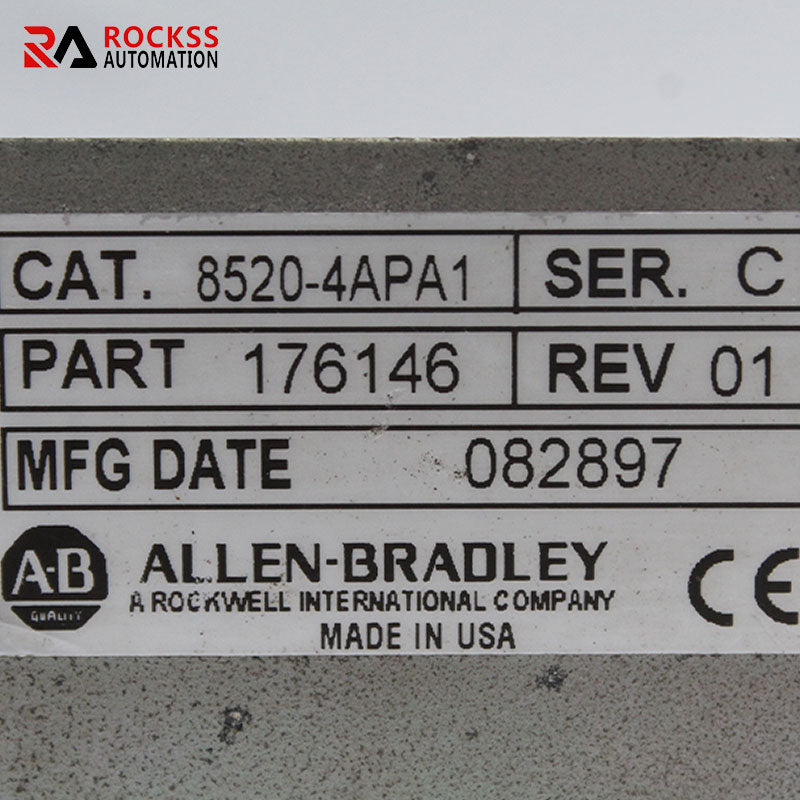 RA ROCKSS
AUTOMATION
CAT. 8520-4APA1 SER. C
PART 176146 REV 01
MFG DATE 082897
A-B ALLEN-BRADLEY CE
QUALITY A ROCKWELL INTERNATIONAL COMPANY
MADE IN USA